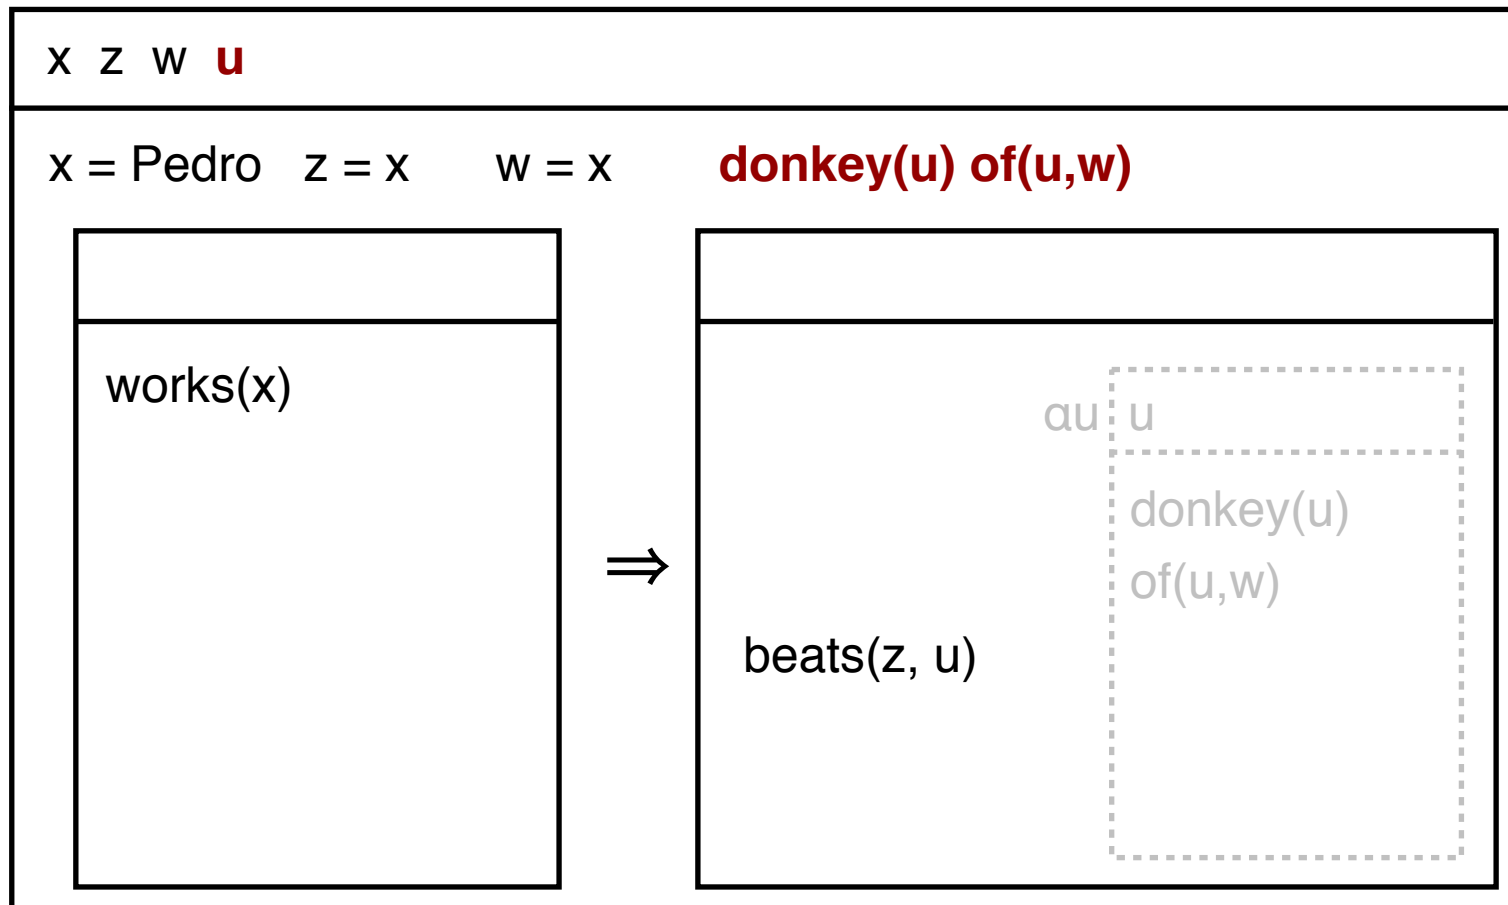 x z w u
x = Pedro z = x w = x donkey(u) of(u,w)
works(x)
αu u
donkey(u)
of(u,w)
⇒
beats(z, u)